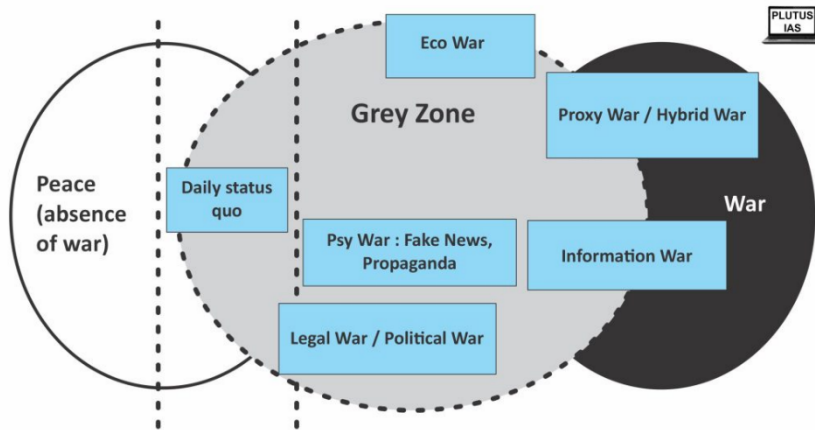 PLUTUS
IAS
Eco War
Grey Zone
Proxy War / Hybrid War
Peace
(absence
of war)
Daily status
quo
War
Psy War : Fake News,
Propaganda
Information War
Legal War / Political War